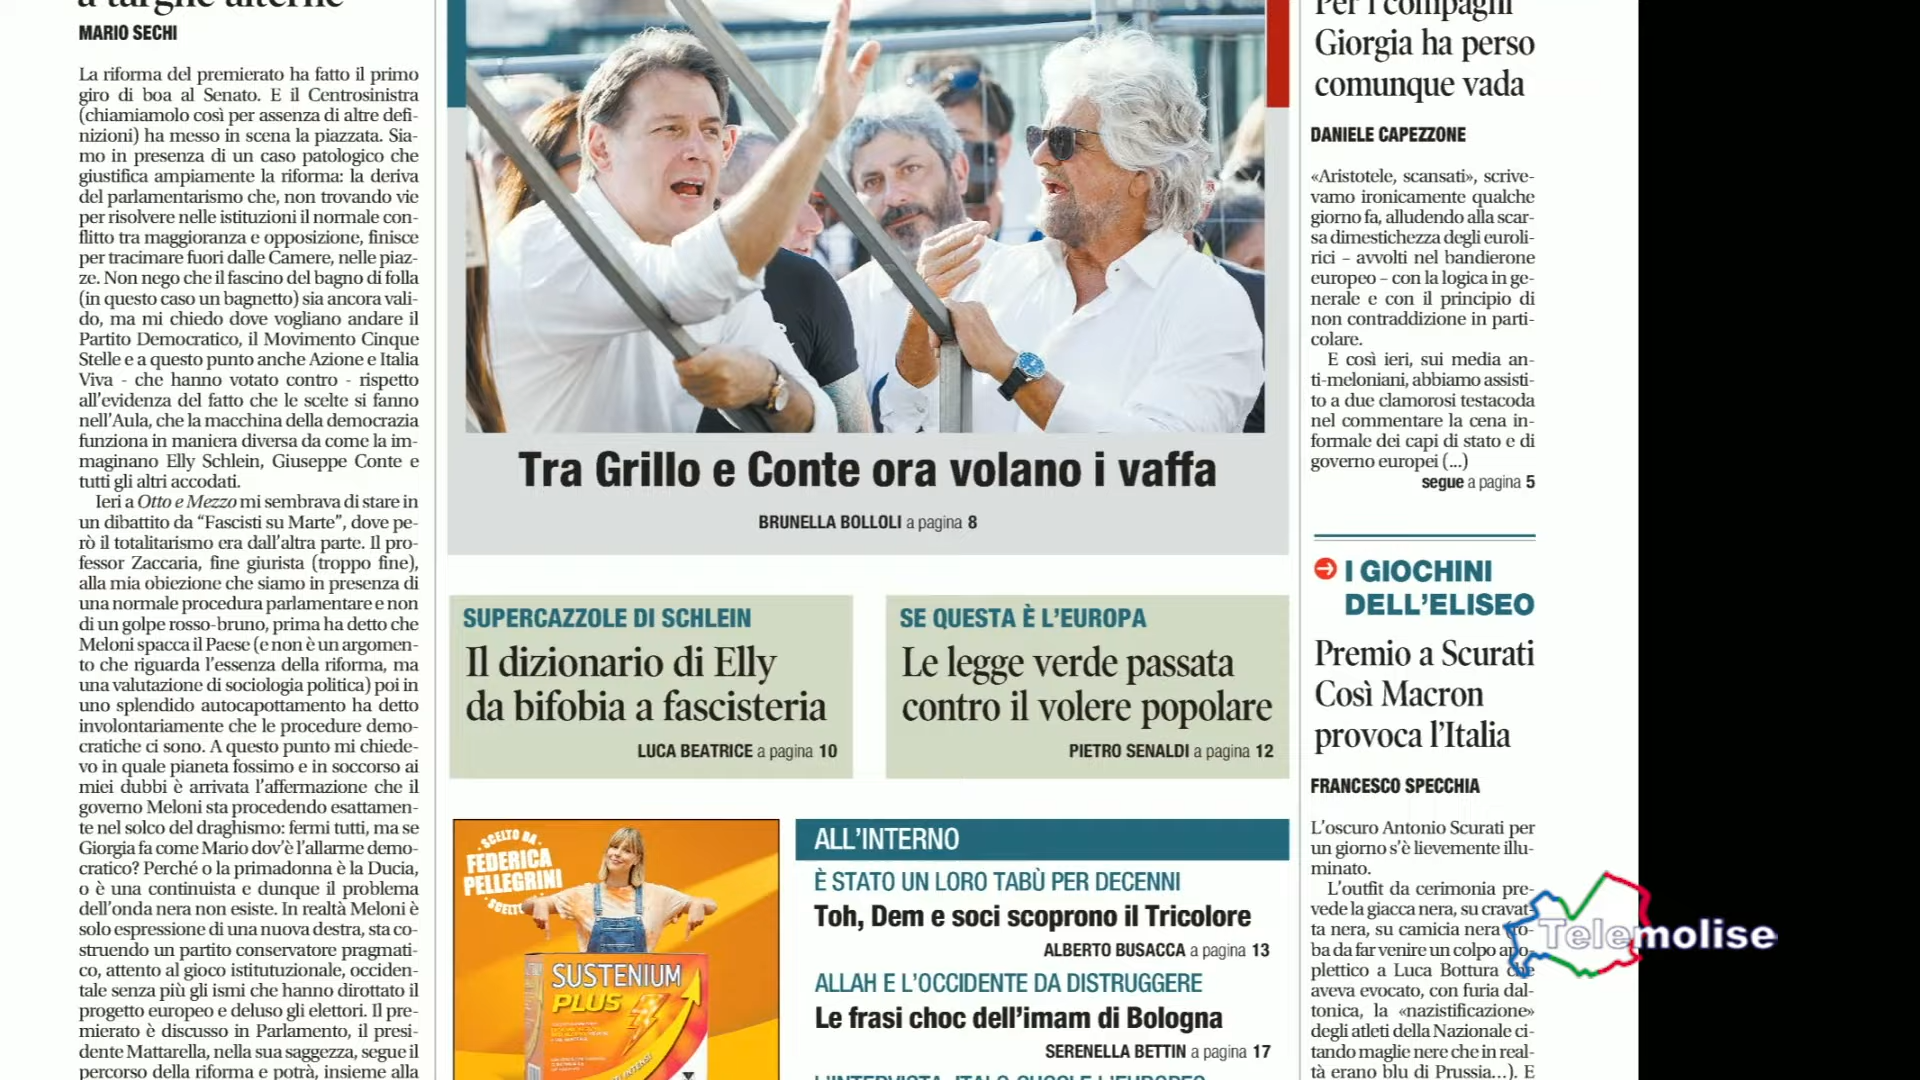 a targhe alterne
MARIO SECHI
La riforma del premierato ha fatto il primo
giro di boa al Senato. E il Centrosinistra
(chiamiamolo così per assenza di altre defi-
nizioni) ha messo in scena la piazzata. Sia-
mo in presenza di un caso patologico che
giustifica ampiamente la riforma: la deriva
del parlamentarismo che, non trovando vie
per risolvere nelle istituzioni il normale con-
flitto tra maggioranza e opposizione, finisce
per tracimare fuori dalle Camere, nelle piaz-
ze. Non nego che il fascino del bagno di folla
(in questo caso un bagnetto) sia ancora vali-
do, ma mi chiedo dove vogliano andare il
Partito Democratico, il Movimento Cinque
Stelle e a questo punto anche Azione e Italia
Viva - che hanno votato contro - rispetto
all'evidenza del fatto che le scelte si fanno
nell'Aula, che la macchina della democrazia
funziona in maniera diversa da come la im-
maginano Elly Schlein, Giuseppe Conte e
tutti gli altri accodati.
Ieri a Otto e Mezzo mi sembrava di stare in
un dibattito da “Fascisti su Marte”, dove pe-
rò il totalitarismo era dall'altra parte. Il pro-
fessor Zaccaria, fine giurista (troppo fine),
alla mia obiezione che siamo in presenza di
una normale procedura parlamentare e non
di un golpe rosso-bruno, prima ha detto che
Meloni spacca il Paese (e non è un argomen-
to che riguarda l'essenza della riforma, ma
una valutazione di sociologia politica) poi in
uno splendido autocapottamento ha detto
involontariamente che le procedure demo-
cratiche ci sono. A questo punto mi chiede-
vo in quale pianeta fossimo e in soccorso ai
miei dubbi è arrivata l'affermazione che il
governo Meloni sta procedendo esattamen-
te nel solco del draghismo: fermi tutti, ma se
Giorgia fa come Mario dov'è l'allarme demo-
cratico? Perché o la primadonna è la Ducia,
o è una continuista e dunque il problema
dell'onda nera non esiste. In realtà Meloni è
solo espressione di una nuova destra, sta co-
struendo un partito conservatore pragmati-
co, attento al gioco istitutuzionale, occiden-
tale senza più gli ismi che hanno dirottato il
progetto europeo e deluso gli elettori. Il pre-
mierato è discusso in Parlamento, il presi-
dente Mattarella, nella sua saggezza, segue il
percorso della riforma e potrà, insieme alla
Tra Grillo e Conte ora volano i vaffa
BRUNELLA BOLLOLI a pagina 8
SUPERCAZZOLE DI SCHLEIN
Il dizionario di Elly
da bifobia a fascisteria
LUCA BEATRICE a pagina 10
SE QUESTA È L'EUROPA
Le legge verde passata
contro il volere popolare
PIETRO SENALDI a pagina 12
SCELTO DA
FEDERICA
PELLEGRINI
SUSTENIUM
PLUS
ALL'INTERNO
È STATO UN LORO TABÙ PER DECENNI
Toh, Dem e soci scoprono il Tricolore
ALBERTO BUSACCA a pagina 13
ALLAH E L'OCCIDENTE DA DISTRUGGERE
Le frasi choc dell'imam di Bologna
SERENELLA BETTIN a pagina 17
Per i compagni
Giorgia ha perso
comunque vada
DANIELE CAPEZZONE
«Aristotele, scansati», scrive-
vamo ironicamente qualche
giorno fa, alludendo alla scar-
sa dimestichezza degli euroli-
rici – avvolti nel bandierone
europeo – con la logica in ge-
nerale e con il principio di
non contraddizione in parti-
colare.
E così ieri, sui media an-
ti-meloniani, abbiamo assisti-
to a due clamorosi testacoda
nel commentare la cena in-
formale dei capi di stato e di
governo europei (...)
segue a pagina 5
I GIOCHINI
DELL'ELISEO
Premio a Scurati
Così Macron
provoca l'Italia
FRANCESCO SPECCHIA
L'oscuro Antonio Scurati per
un giorno s'è lievemente illu-
minato.
L'outfit da cerimonia pre-
vede la giacca nera, su cravat-
ta nera, su camicia nera (ro-
ba da far venire un colpo apo-
plettico a Luca Bottura che
aveva evocato, con furia dal-
tonica, la «nazistificazione»
degli atleti della Nazionale ci-
tando maglie nere che in real-
tà erano blu di Prussia...). E
Telemolise